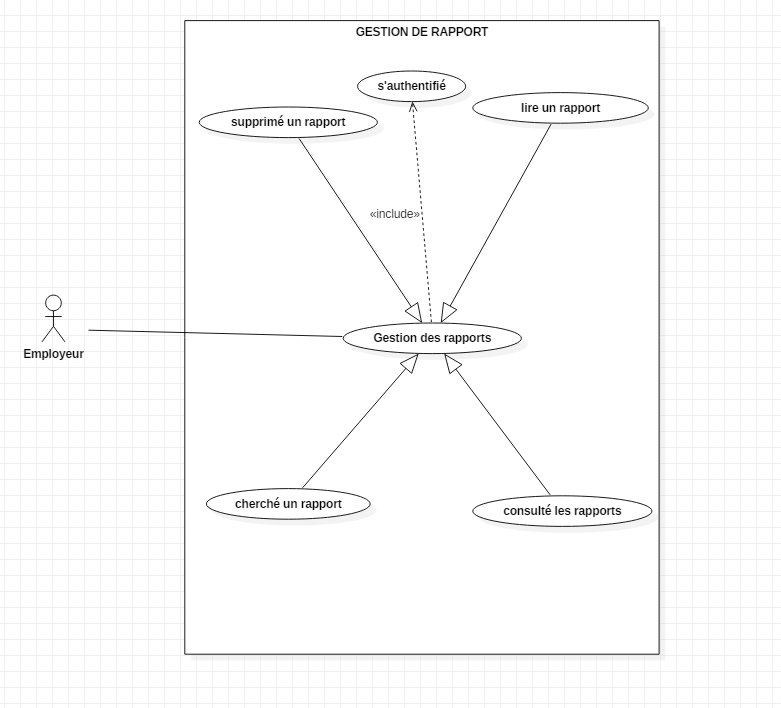 GESTION DE RAPPORT
s'authentifié
lire un rapport
supprimé un rapport
«include»
Gestion des rapports
Employeur
cherché un rapport
consulté les rapports